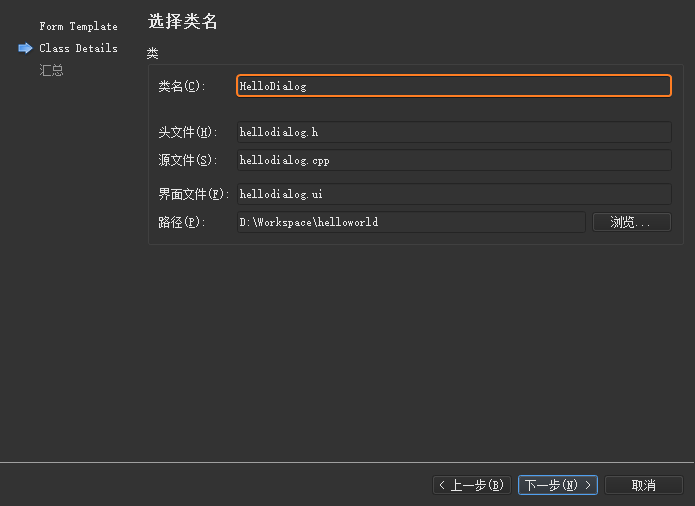 Form Template
Class Details
汇总
选择类名
类
类名(C):
HelloDialog
头文件(H):
hellodialog.h
源文件(S):
hellodialog.cpp
界面文件(F):
hellodialog.ui
路径(P):
D:\Workspace\helloworld
浏览...
< 上一步(B)
下一步(N) >
取消